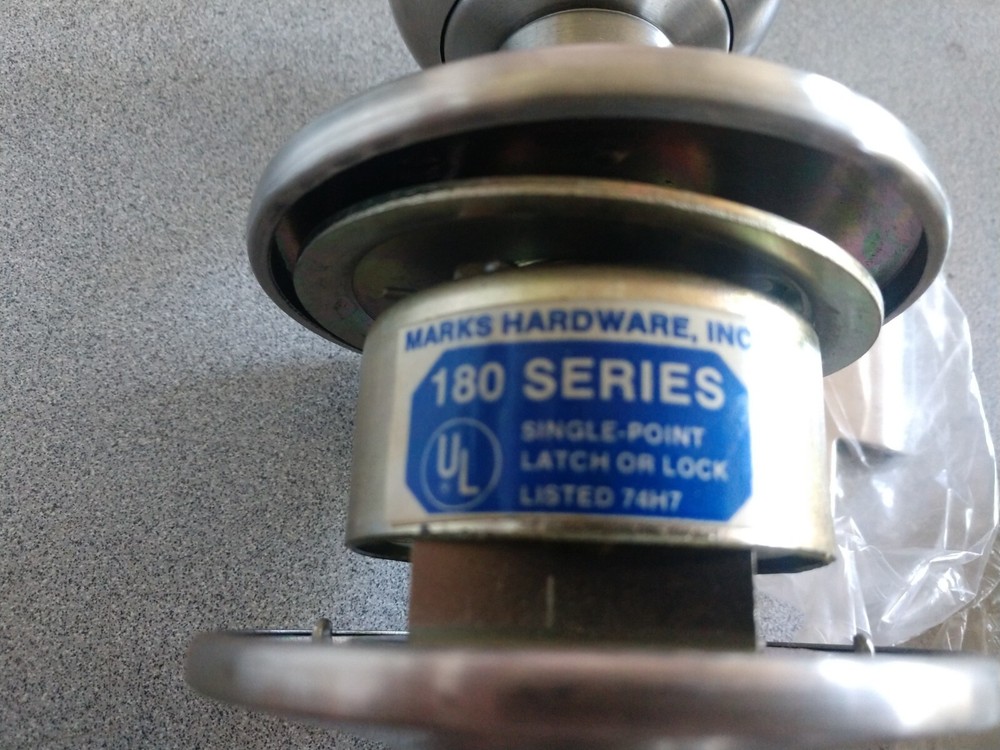 MARKS HARDWARE, INC
180 SERIES
UL
SINGLE-POINT
LATCH OR LOCK
LISTED 74H7